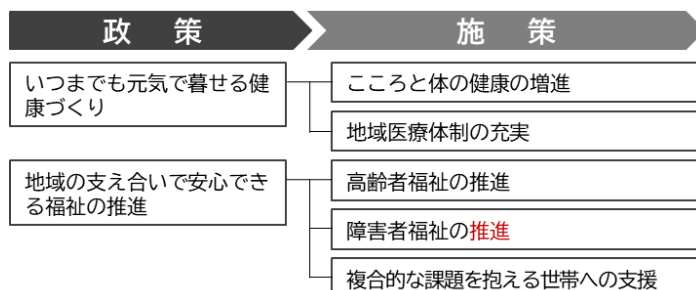 政　策
施　策
いつまでも元気で暮せる健
康づくり
こころと体の健康の増進
地域医療体制の充実
地域の支え合いで安心でき
る福祉の推進
高齢者福祉の推進
障害者福祉の推進
複合的な課題を抱える世帯への支援